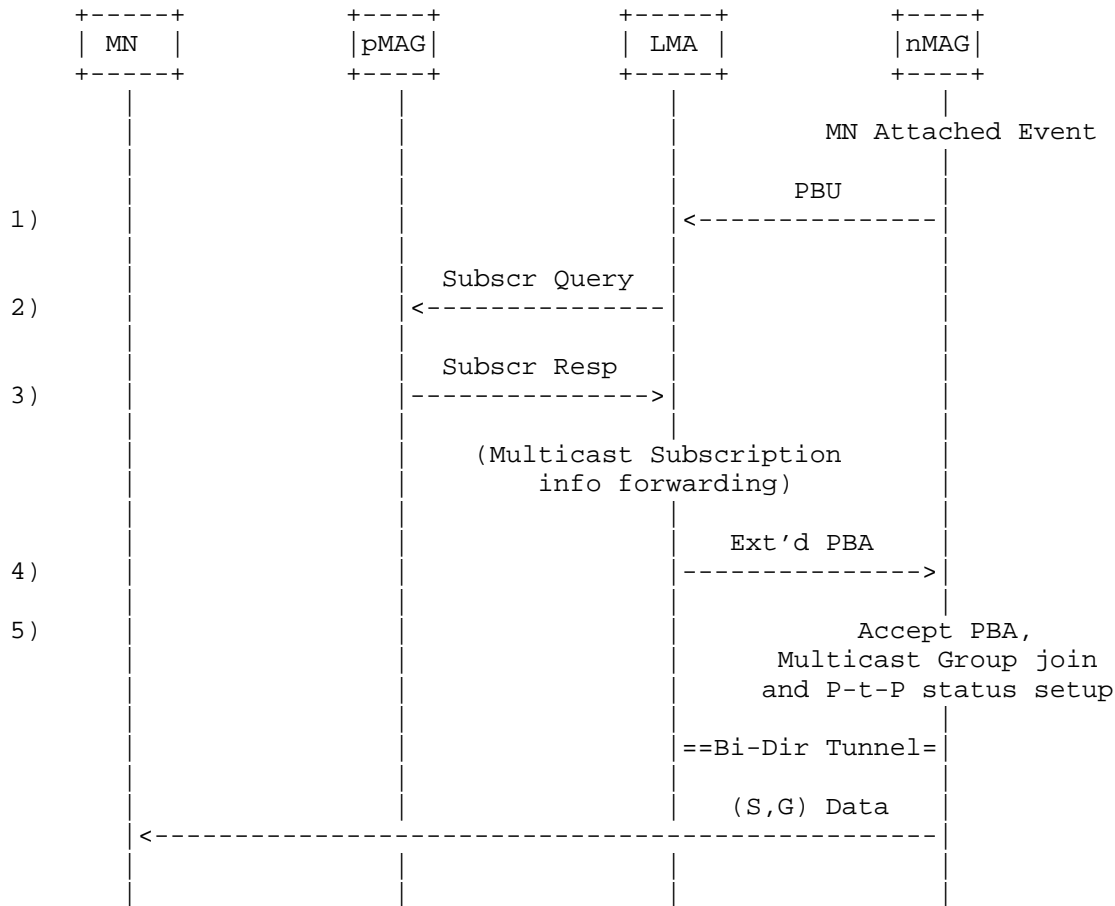 MN pMAG LMA nMAG
MN Attached Event
PBU
1)
Subscr Query
2)
Subscr Resp
3)
(Multicast Subscription
info forwarding)
Ext'd PBA
4)
5) Accept PBA,
Multicast Group join
and P-t-P status setup
==Bi-Dir Tunnel=
(S,G) Data